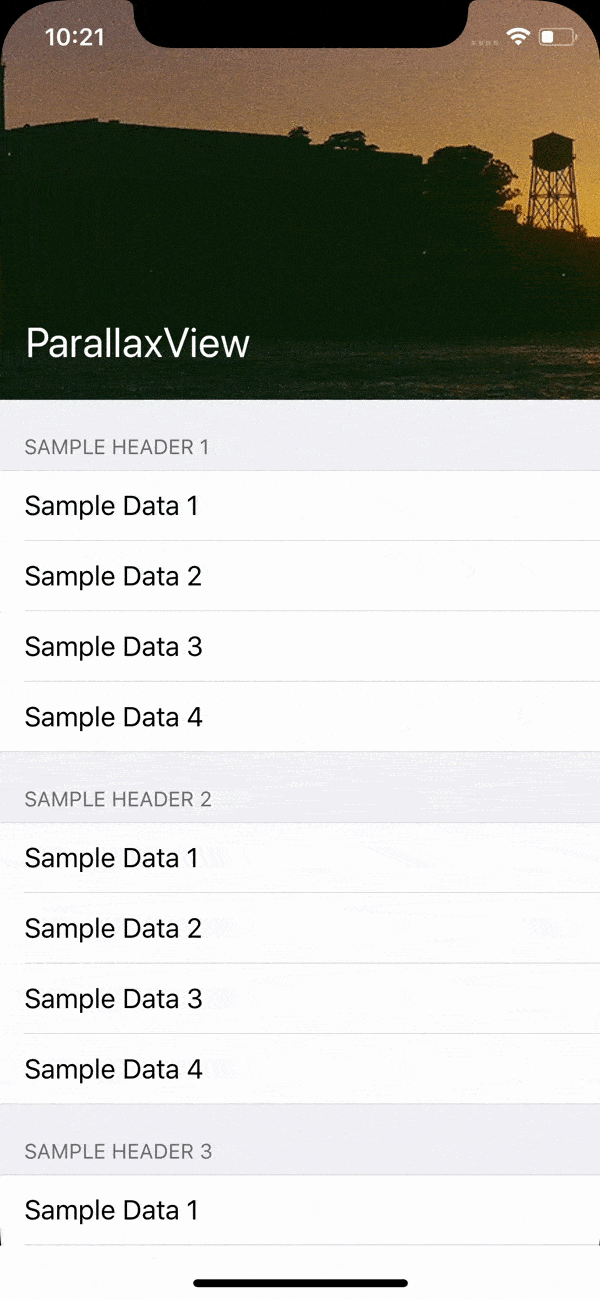 10:21
ParallaxView
SAMPLE HEADER 1
Sample Data 1
Sample Data 2
Sample Data 3
Sample Data 4
SAMPLE HEADER 2
Sample Data 1
Sample Data 2
Sample Data 3
Sample Data 4
SAMPLE HEADER 3
Sample Data 1